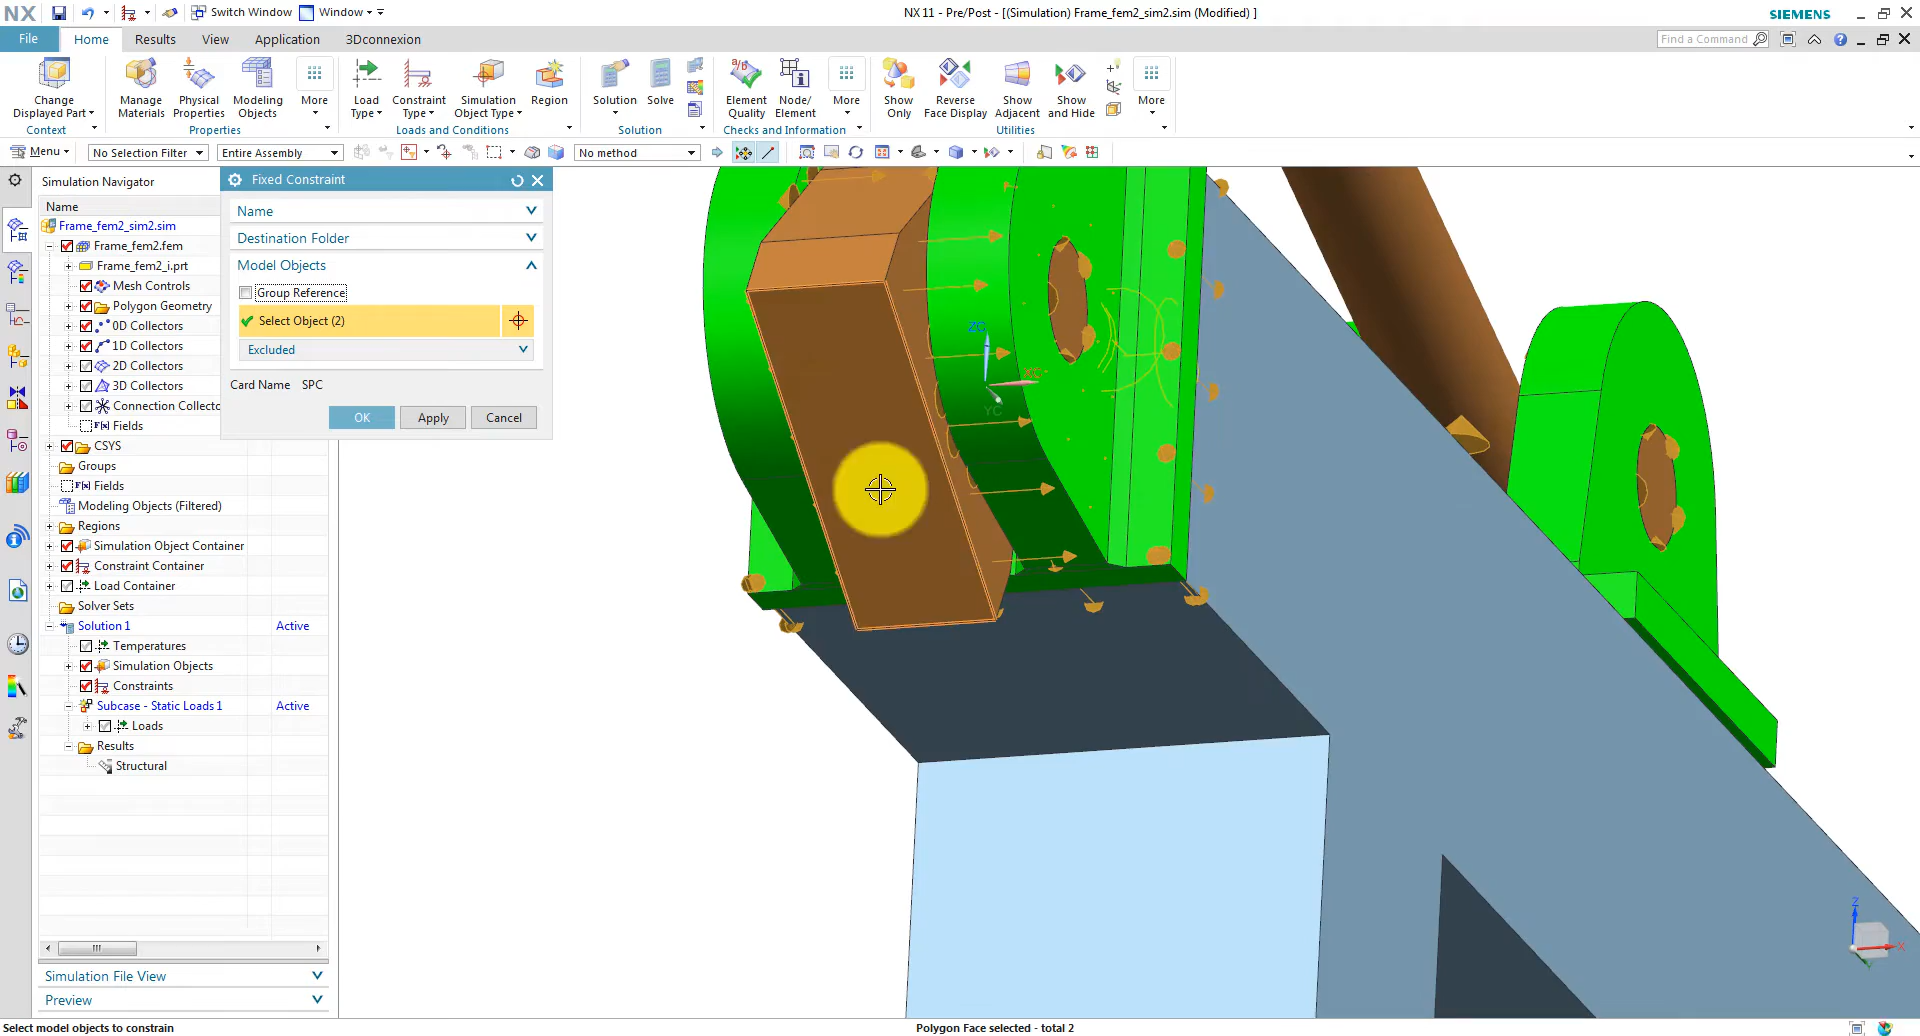 NX
Switch Window
Window
NX 11 - Pre/Post - [(Simulation) Frame_fem2_sim2.sim (Modified) ]
SIEMENS
File
Home
Results
View
Application
3Dconnexion
Find a Command
Change
Displayed Part
Manage
Materials
Physical
Properties
Modeling
Objects
More
Load
Type
Constraint
Type
Simulation
Object Type
Region
Solution
Solve
Element
Quality
Node/
Element
More
Show
Only
Reverse
Face Display
Show
Adjacent
Show
and Hide
More
Context
Properties
Loads and Conditions
Solution
Checks and Information
Utilities
Menu
No Selection Filter
Entire Assembly
No method
Simulation Navigator
Name
Frame_fem2_sim2.sim
Frame_fem2.fem
Frame_fem2_i.prt
Mesh Controls
Polygon Geometry
0D Collectors
1D Collectors
2D Collectors
3D Collectors
Connection Collecto
Fields
CSYS
Groups
Fields
Modeling Objects (Filtered)
Regions
Simulation Object Container
Constraint Container
Load Container
Solver Sets
Solution 1 Active
Temperatures
Simulation Objects
Constraints
Subcase - Static Loads 1 Active
Loads
Results
Structural
Simulation File View
Preview
Fixed Constraint
Name
Destination Folder
Model Objects
Group Reference
Select Object (2)
Excluded
Card Name SPC
OK
Apply
Cancel
ZC
XC
YC
Z
X
Y
Select model objects to constrain
Polygon Face selected - total 2